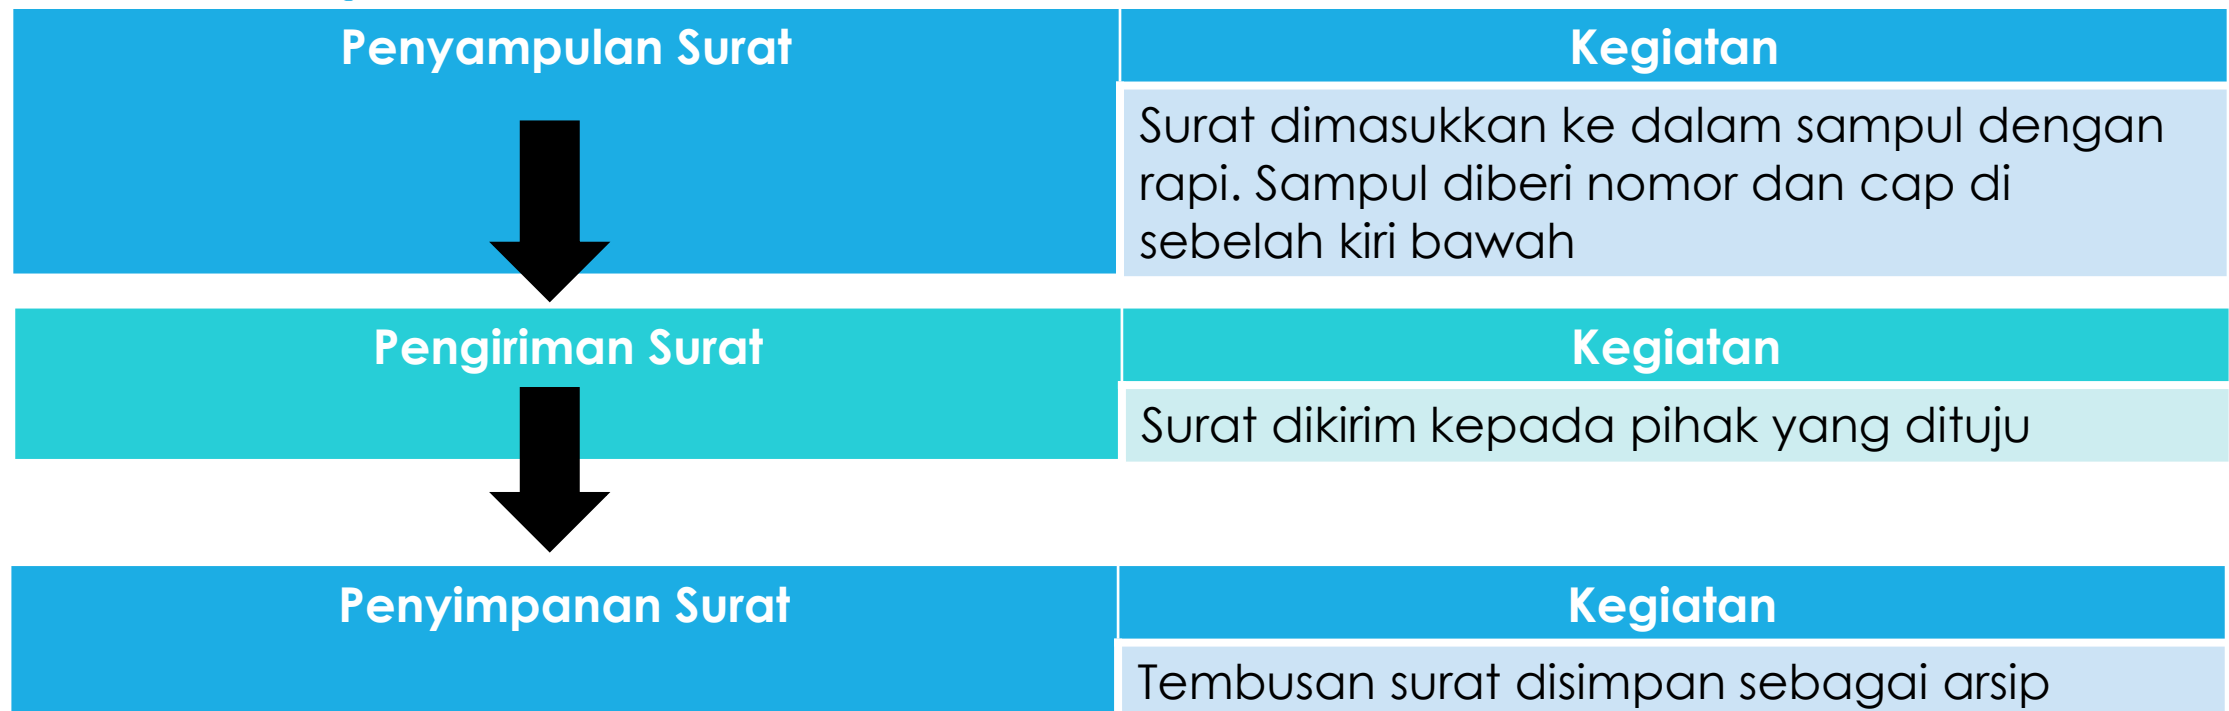 Penyampulan Surat
Kegiatan
Surat dimasukkan ke dalam sampul dengan
rapi. Sampul diberi nomor dan cap di
sebelah kiri bawah
Pengiriman Surat
Kegiatan
Surat dikirim kepada pihak yang dituju
Penyimpanan Surat
Kegiatan
Tembusan surat disimpan sebagai arsip